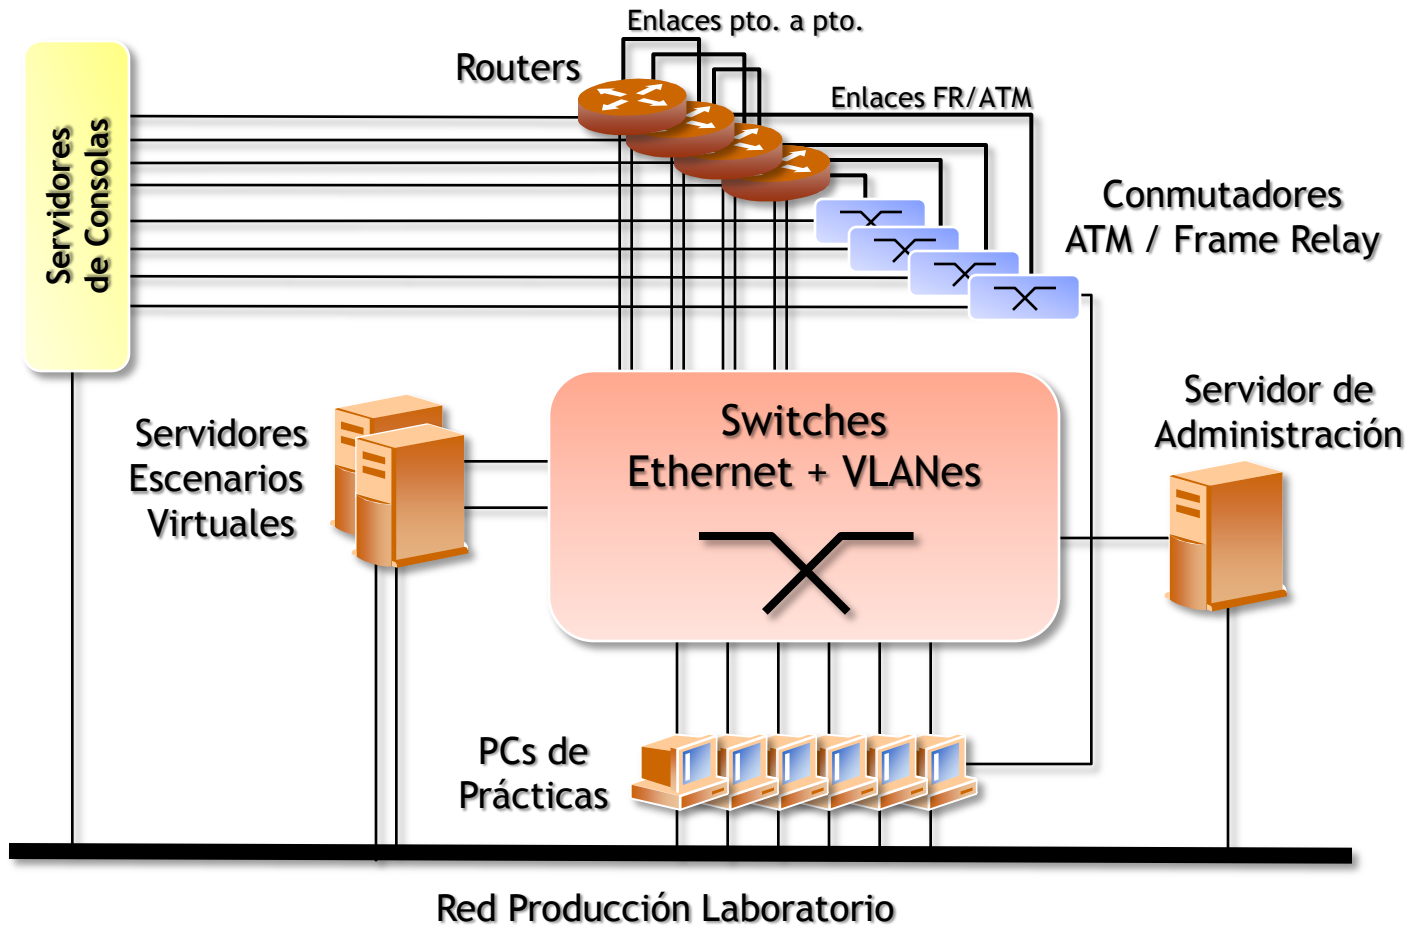 Enlaces pto. a pto.
Routers
Enlaces FR/ATM
Servidores
de Consolas
Conmutadores
ATM / Frame Relay
Switches
Ethernet + VLANes
Servidor de
Administración
Servidores
Escenarios
Virtuales
PCs de
Prácticas
Red Producción Laboratorio